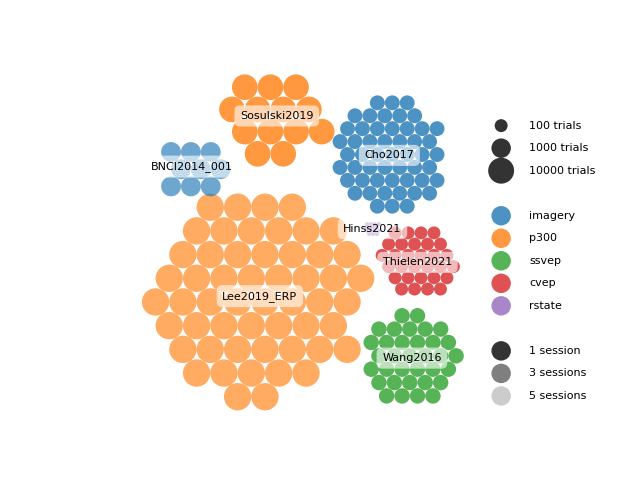 Sosulski2019
BNCI2014_001
Cho2017
Hinss2021
Thielen2021
Lee2019_ERP
Wang2016
100 trials
1000 trials
10000 trials
imagery
p300
ssvep
cvep
rstate
1 session
3 sessions
5 sessions